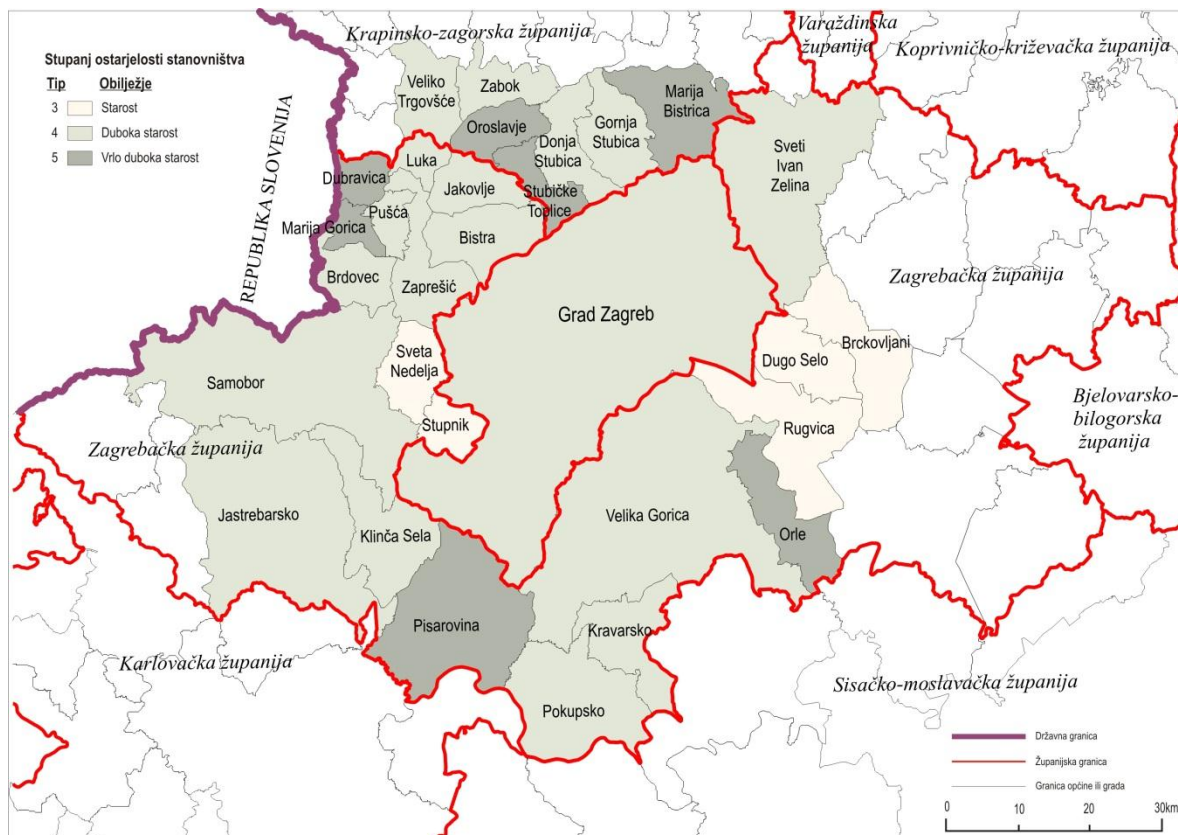 Stupanj ostarjelosti stanovništva
Tip Obilježje
3 Starost
4 Duboka starost
5 Vrlo duboka starost
REPUBLIKA SLOVENIJA
Krapinsko-zagorska županija
Varaždinska
županija
Koprivničko-križevačka županija
Veliko
Trgovšće
Zabok
Oroslavje
Donja
Stubica
Gornja
Stubica
Marija
Bistrica
Stubičke
Toplice
Sveti
Ivan
Zelina
Dubravica
Luka
Jakovlje
Pušća
Marija Gorica
Bistra
Brdovec
Zaprešić
Zagrebačka županija
Grad Zagreb
Sveta
Nedelja
Stupnik
Samobor
Dugo Selo
Brckovljani
Rugvica
Bjelovarsko-
bilogorska
županija
Zagrebačka županija
Jastrebarsko
Klinča Sela
Velika Gorica
Orle
Pisarovina
Kravarsko
Pokupsko
Karlovačka županija
Sisačko-moslavačka županija
Državna granica
Županijska granica
Granica općine ili grada
0 10 20 30km